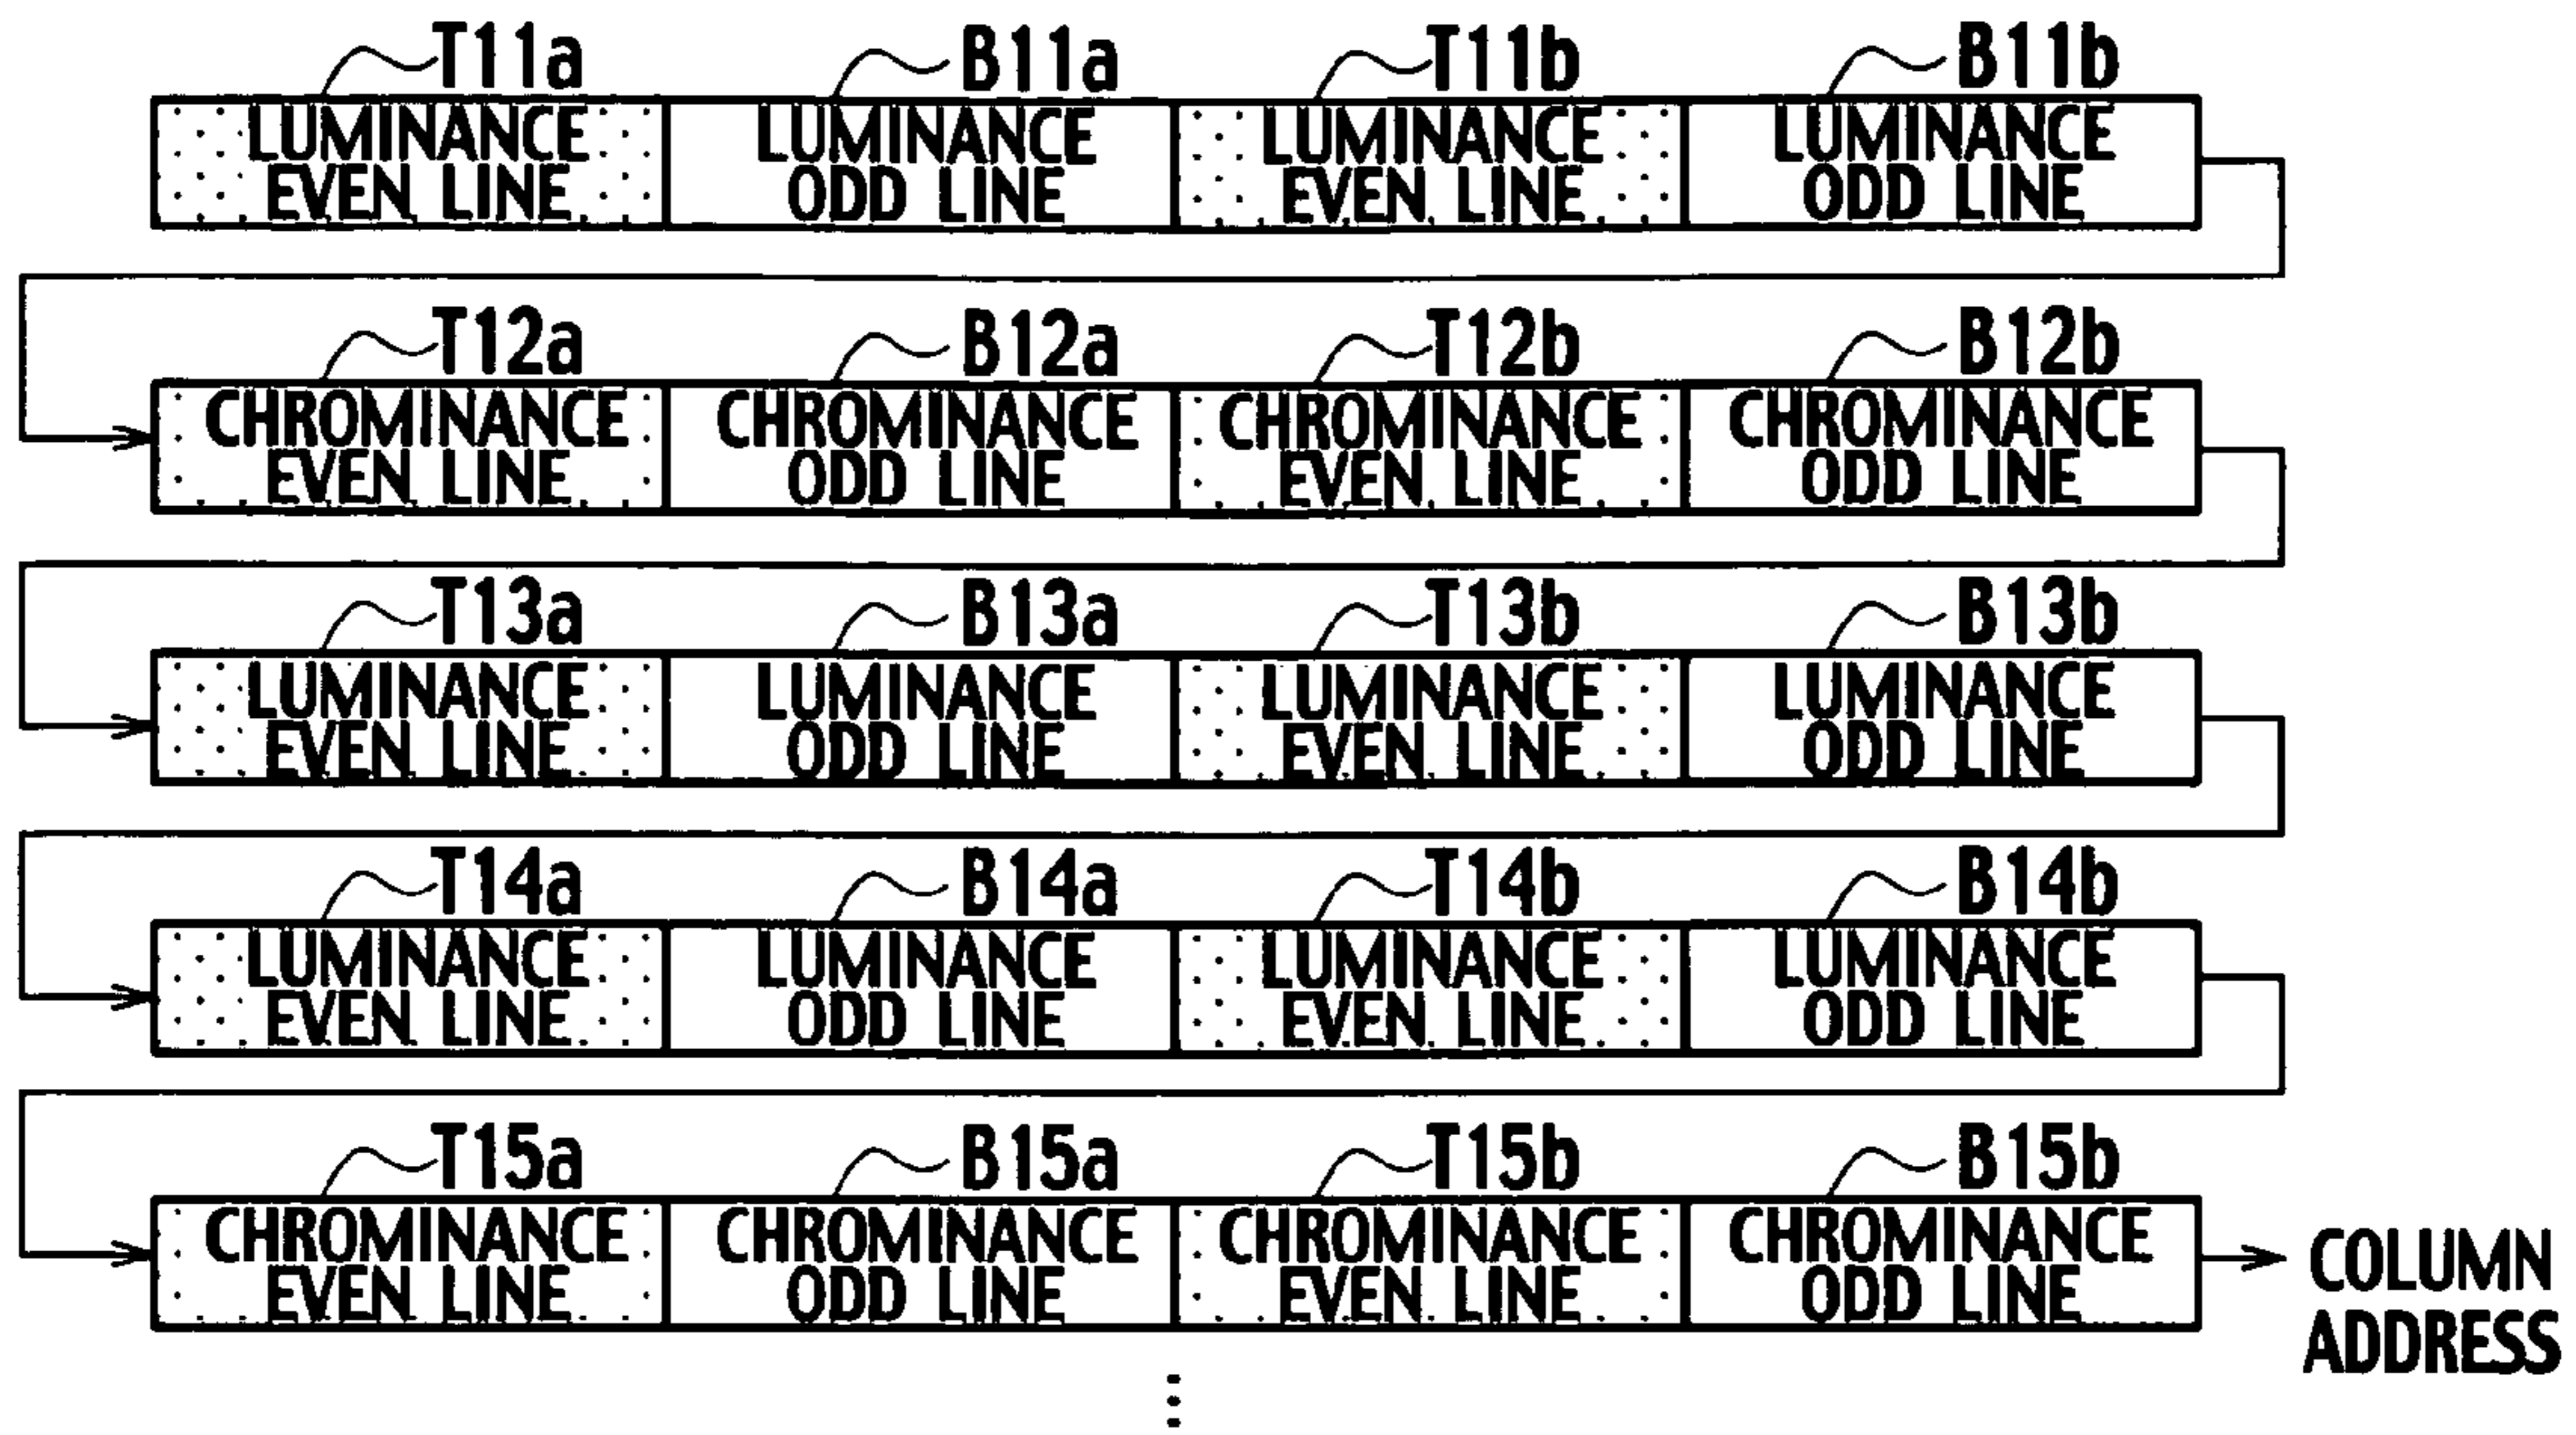 T11a B11a T11b B11b
LUMINANCE LUMINANCE LUMINANCE LUMINANCE
EVEN LINE ODD LINE EVEN LINE ODD LINE
T12a B12a T12b B12b
CHROMINANCE CHROMINANCE CHROMINANCE CHROMINANCE
EVEN LINE ODD LINE EVEN LINE ODD LINE
T13a B13a T13b B13b
LUMINANCE LUMINANCE LUMINANCE LUMINANCE
EVEN LINE ODD LINE EVEN LINE ODD LINE
T14a B14a T14b B14b
LUMINANCE LUMINANCE LUMINANCE LUMINANCE
EVEN LINE ODD LINE EVEN LINE ODD LINE
T15a B15a T15b B15b
CHROMINANCE CHROMINANCE CHROMINANCE CHROMINANCE
EVEN LINE ODD LINE EVEN LINE ODD LINE
COLUMN
ADDRESS